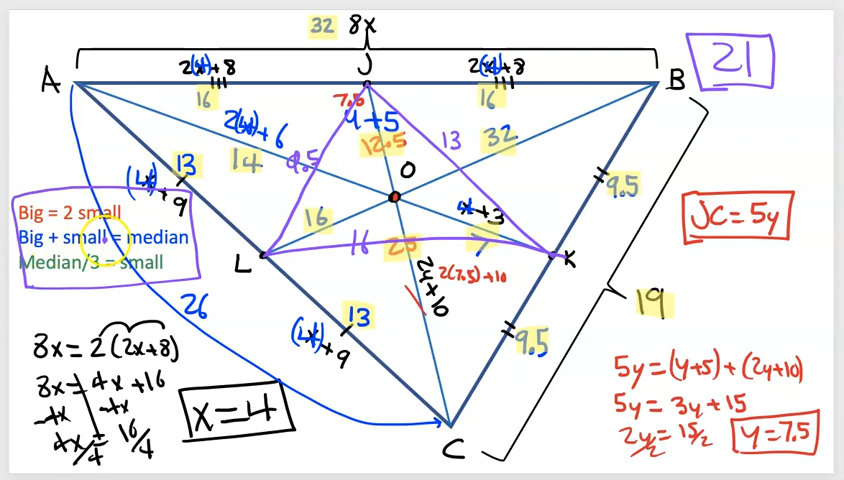 32 8x
21
A
2(4)+8
J
2(4)+8
B
16
7.5
16
y+5
12.5
2(4)+6
14
9.5
13
32
O
13
(4)+9
9.5
16
4+3
7
Big = 2 small
Big + small = median
Median/3 = small
JC = 5y
L
16
25
K
2y+10
2(7.5)+10
26
19
(4)+9
13
9.5
8x = 2(2x+8)
8x = 4x + 16
-4x -4x
4x/4 = 16/4
x = 4
C
5y = (y+5) + (2y+10)
5y = 3y + 15
2y/2 = 15/2
y = 7.5